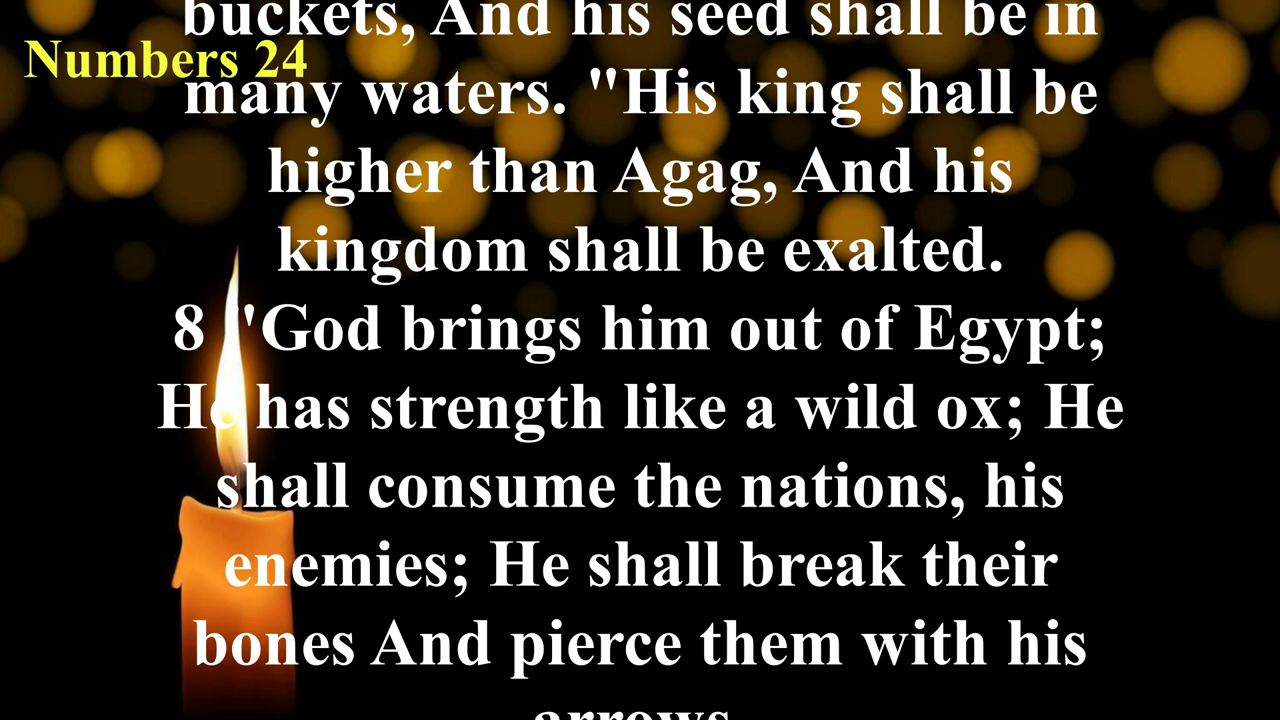 buckets, And his seed shall be in
Numbers 24
many waters. "His king shall be
higher than Agag, And his
kingdom shall be exalted.
8 "God brings him out of Egypt;
He has strength like a wild ox; He
shall consume the nations, his
enemies; He shall break their
bones And pierce them with his
arrows